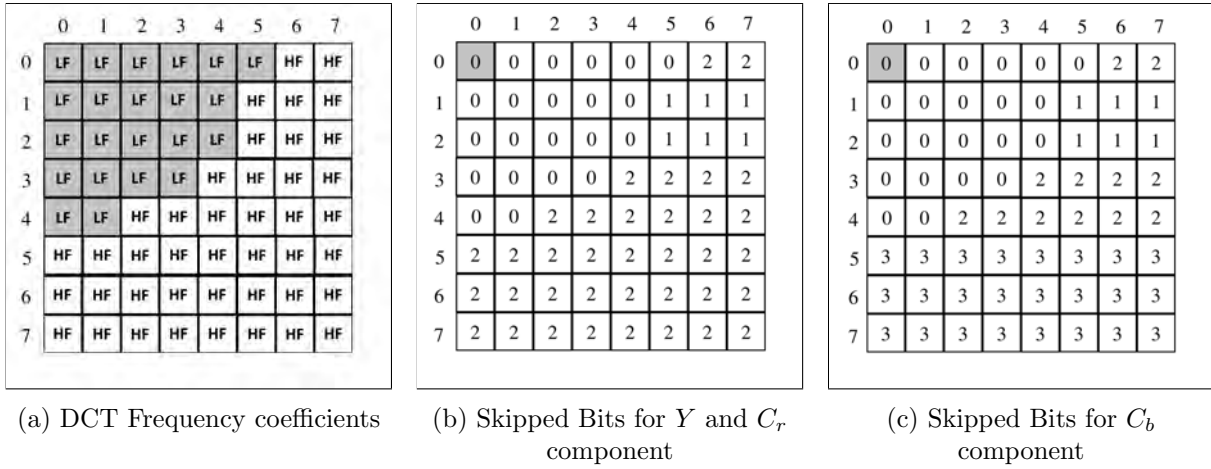 0 1 2 3 4 5 6 7
0 LF LF LF LF LF LF HF HF
1 LF LF LF LF LF HF HF HF
2 LF LF LF LF LF HF HF HF
3 LF LF LF LF HF HF HF HF
4 LF LF HF HF HF HF HF HF
5 HF HF HF HF HF HF HF HF
6 HF HF HF HF HF HF HF HF
7 HF HF HF HF HF HF HF HF
(a) DCT Frequency coefficients
0 1 2 3 4 5 6 7
0 0 0 0 0 0 0 2 2
1 0 0 0 0 0 1 1 1
2 0 0 0 0 0 1 1 1
3 0 0 0 0 2 2 2 2
4 0 0 2 2 2 2 2 2
5 2 2 2 2 2 2 2 2
6 2 2 2 2 2 2 2 2
7 2 2 2 2 2 2 2 2
(b) Skipped Bits for Y and C_r
component
0 1 2 3 4 5 6 7
0 0 0 0 0 0 0 2 2
1 0 0 0 0 0 1 1 1
2 0 0 0 0 0 1 1 1
3 0 0 0 0 2 2 2 2
4 0 0 2 2 2 2 2 2
5 3 3 3 3 3 3 3 3
6 3 3 3 3 3 3 3 3
7 3 3 3 3 3 3 3 3
(c) Skipped Bits for C_b
component